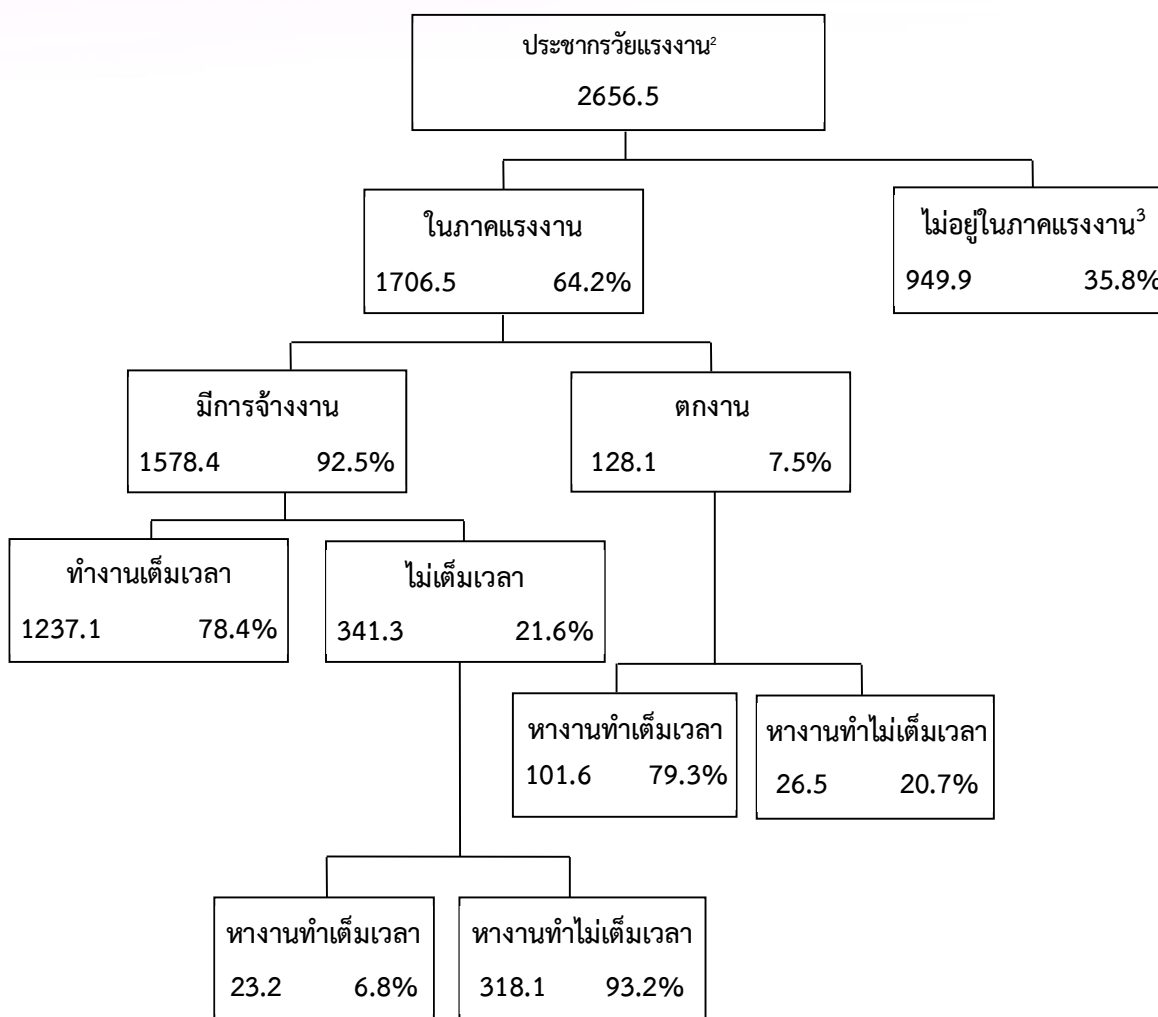 ประชากรวัยแรงงาน²
2656.5
ในภาคแรงงาน
1706.5 64.2%
ไม่อยู่ในภาคแรงงาน³
949.9 35.8%
มีการจ้างงาน
1578.4 92.5%
ตกงาน
128.1 7.5%
ทำงานเต็มเวลา
1237.1 78.4%
ไม่เต็มเวลา
341.3 21.6%
หางานทำเต็มเวลา
101.6 79.3%
หางานทำไม่เต็มเวลา
26.5 20.7%
หางานทำเต็มเวลา
23.2 6.8%
หางานทำไม่เต็มเวลา
318.1 93.2%